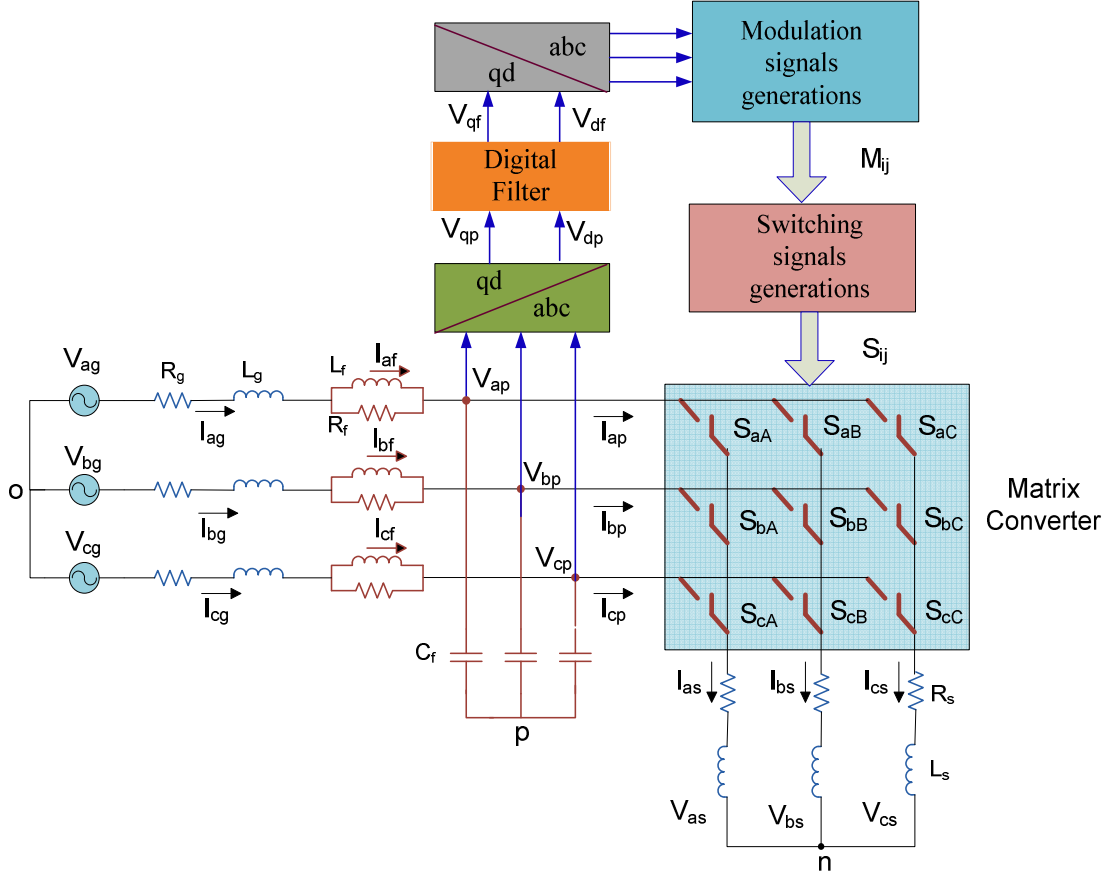 abc
qd
Modulation
signals
generations
Vqf
Vdf
Digital
Filter
Mij
Vqp
Vdp
Switching
signals
generations
qd
abc
Sij
Vag
Rg
Lg
Lf
Iaf
Vap
Iag
Rf
Iap
SaA
SaB
SaC
Vbg
Ibf
Vbp
o
Ibg
Ibp
SbA
SbB
SbC
Matrix
Converter
Vcg
Icf
Vcp
Icg
Icp
ScA
ScB
ScC
Cf
Ias
Ibs
Ics
Rs
p
Ls
Vas
Vbs
Vcs
n